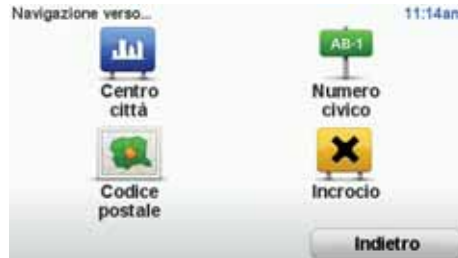 Navigazione verso...
11:14am
AB-1
Centro
città
Numero
civico
Codice
postale
Incrocio
Indietro